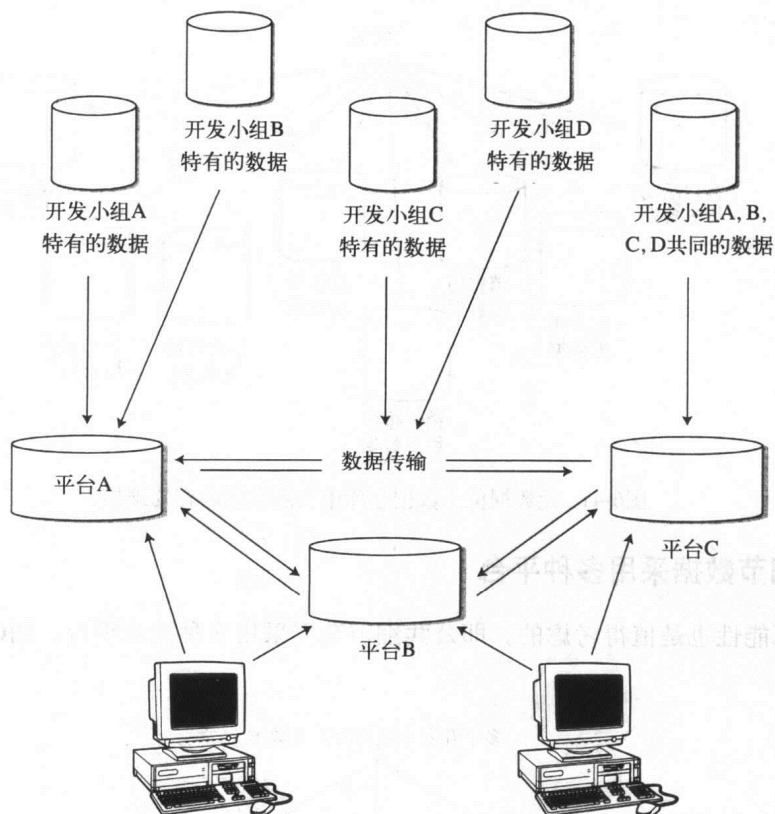 开发小组B
特有的数据
开发小组D
特有的数据
开发小组A
特有的数据
开发小组C
特有的数据
开发小组A, B,
C, D共同的数据
数据传输
平台A
平台C
平台B